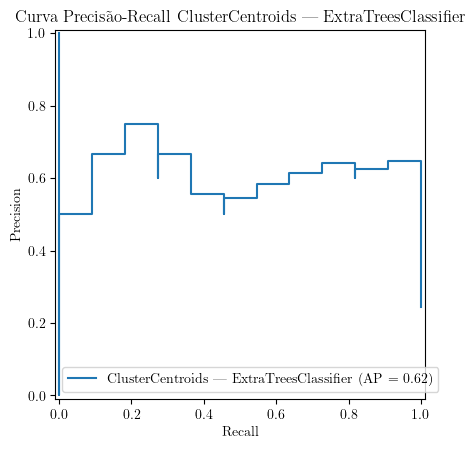 Curva Precisão-Recall ClusterCentroids — ExtraTreesClassifier
1.0
0.8
0.6
0.4
0.2
0.0
Precision
ClusterCentroids — ExtraTreesClassifier (AP = 0.62)
0.0 0.2 0.4 0.6 0.8 1.0
Recall